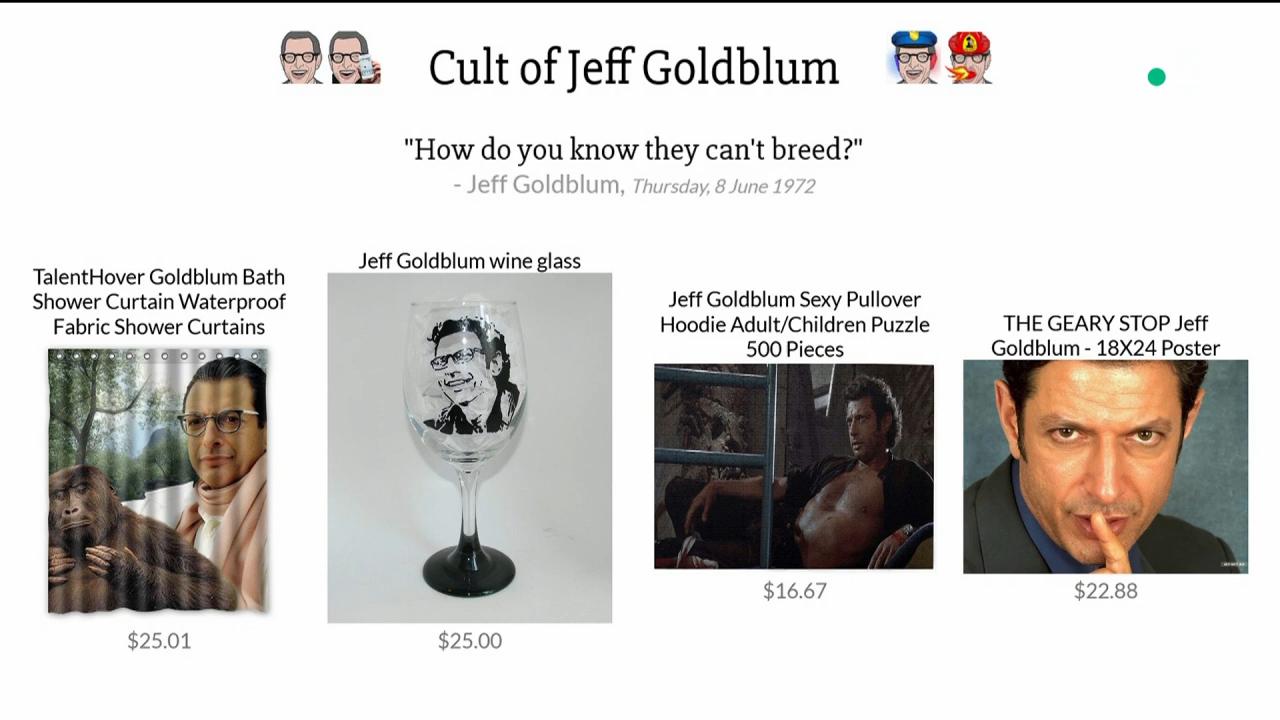 Cult of Jeff Goldblum
"How do you know they can't breed?"
- Jeff Goldblum, Thursday, 8 June 1972
TalentHover Goldblum Bath
Shower Curtain Waterproof
Fabric Shower Curtains
$25.01
Jeff Goldblum wine glass
$25.00
Jeff Goldblum Sexy Pullover
Hoodie Adult/Children Puzzle
500 Pieces
$16.67
THE GEARY STOP Jeff
Goldblum - 18X24 Poster
$22.88